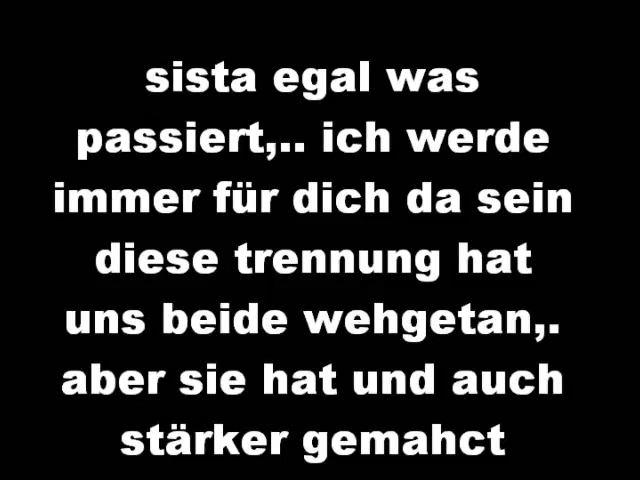 sista egal was
passiert,.. ich werde
immer für dich da sein
diese trennung hat
uns beide wehgetan,.
aber sie hat und auch
stärker gemahct